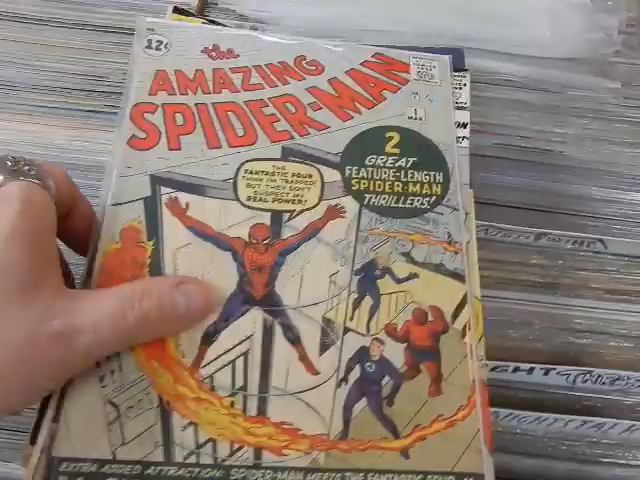 12¢
the
AMAZING
SPIDER-MAN
1
MAR.
2
GREAT
FEATURE-LENGTH
SPIDER-MAN
THRILLERS!
THE
FANTASTIC FOUR
THINK I'M TRAPPED!
BUT THEY DON'T
SUSPECT MY
REAL POWER!
EXTRA ADDED ATTRACTION: SPIDER-MAN MEETS THE FANTASTIC